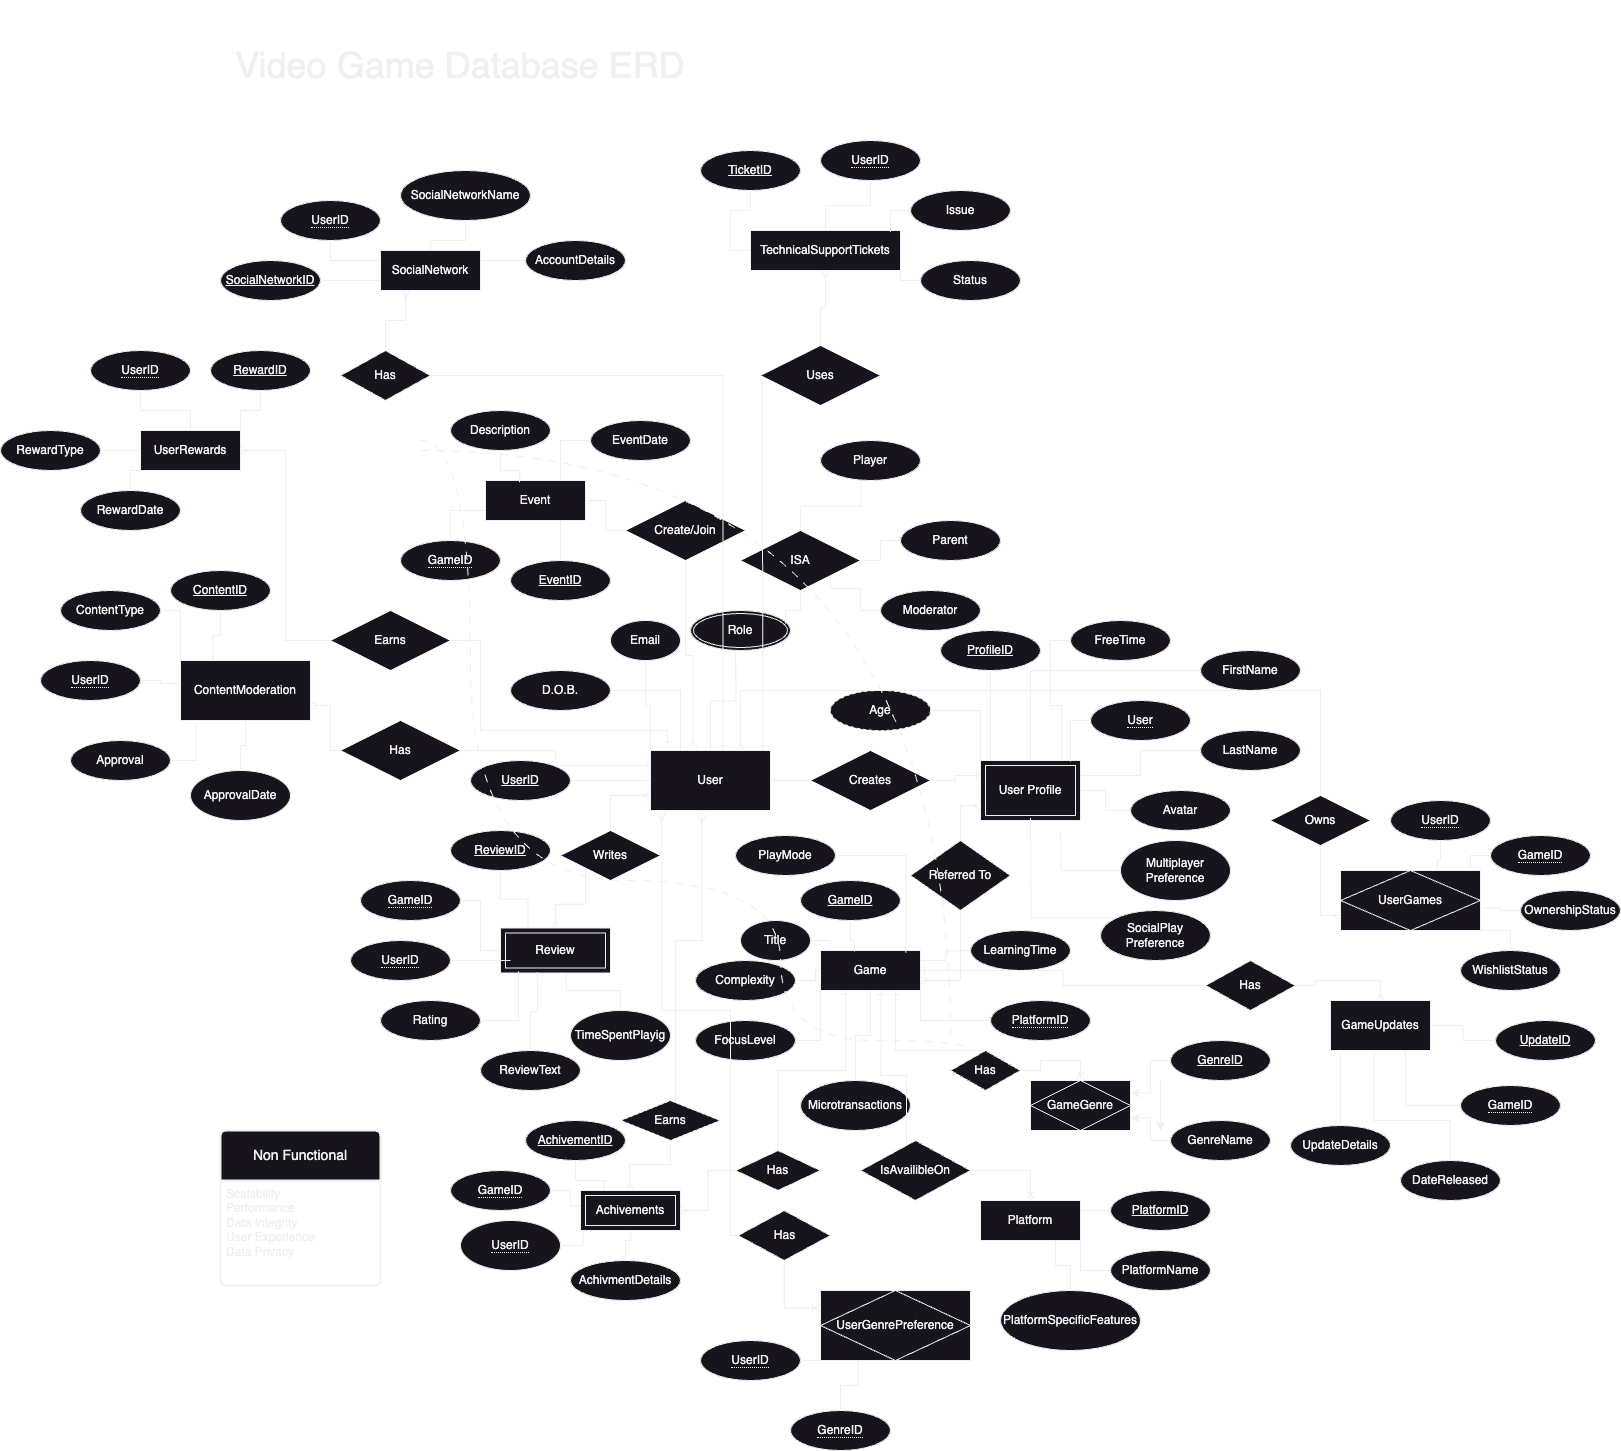 Video Game Database ERD
TicketID
UserID
SocialNetworkName
UserID
Issue
TechnicalSupportTickets
SocialNetwork
AccountDetails
SocialNetworkID
Status
UserID
RewardID
Has
Uses
Description
EventDate
RewardType
UserRewards
Player
RewardDate
Event
Create/Join
Parent
GameID
ISA
EventID
ContentID
ContentType
Moderator
Earns
Email
Role
ProfileID
FreeTime
FirstName
UserID
ContentModeration
D.O.B.
Age
User
Approval
Has
LastName
UserID
User
Creates
User Profile
ApprovalDate
Avatar
Owns
UserID
ReviewID
Writes
PlayMode
GameID
Multiplayer
Preference
Referred To
GameID
GameID
UserGames
OwnershipStatus
SocialPlay
Preference
Title
Review
LearningTime
UserID
Game
WishlistStatus
Complexity
Has
Rating
TimeSpentPlayig
FocusLevel
PlatformID
GameUpdates
UpdateID
ReviewText
Has
GenreID
Microtransactions
GameGenre
GameID
Earns
AchivementID
GenreName
UpdateDetails
Non Functional
Has
IsAvailibleOn
DateReleased
GameID
Scalability
Performance
Data Integrity
User Experience
Data Privacy
Achivements
Platform
PlatformID
UserID
Has
AchivmentDetails
PlatformName
UserGenrePreference
PlatformSpecificFeatures
UserID
GenreID